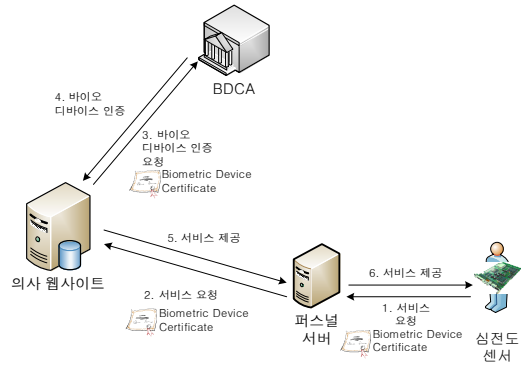 BDCA
4. 바이오
디바이스 인증
3. 바이오
디바이스 인증
요청
Biometric Device
Certificate
의사 웹사이트
5. 서비스 제공
2. 서비스 요청
Biometric Device
Certificate
퍼스널
서버
6. 서비스 제공
1. 서비스
요청
Biometric Device
Certificate
심전도
센서